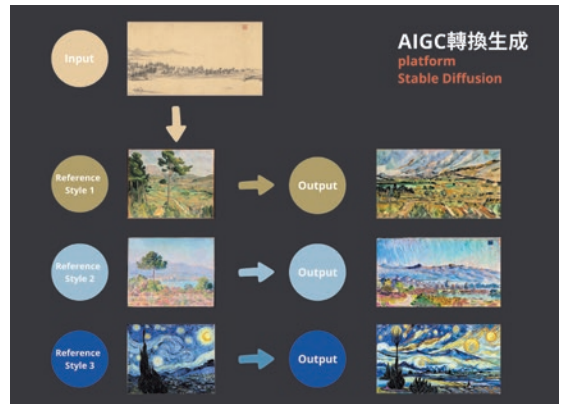 AIGC轉換生成
platform
Stable Diffusion
Input
Reference
Style 1
Output
Reference
Style 2
Output
Reference
Style 3
Output